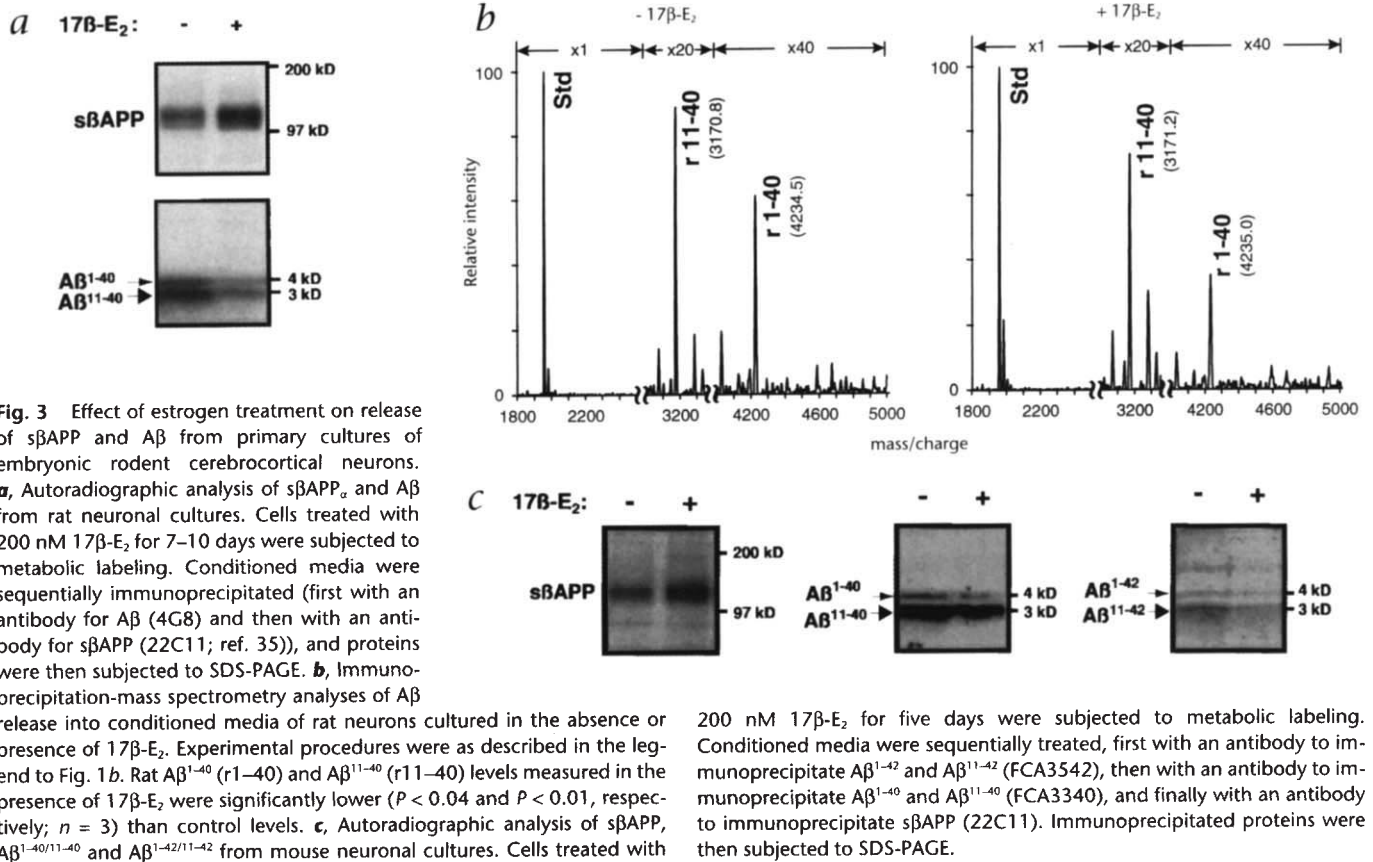 a 17β-E₂: - +
200 kD
sβAPP
97 kD
Aβ¹⁻⁴⁰ 4 kD
Aβ¹¹⁻⁴⁰ 3 kD
b - 17β-E₂ + 17β-E₂
x1 x20 x40 x1 x20 x40
100 100
Std r 11-40 (3170.8) r 1-40 (4234.5)
Std r 11-40 (3171.2) r 1-40 (4235.0)
Relative intensity
0 0
1800 2200 3200 4200 4600 5000 1800 2200 3200 4200 4600 5000
mass/charge
c 17β-E₂: - + - + - +
200 kD
sβAPP
97 kD
Aβ¹⁻⁴⁰ 4 kD
Aβ¹¹⁻⁴⁰ 3 kD
Aβ¹⁻⁴² 4 kD
Aβ¹¹⁻⁴² 3 kD
Fig. 3 Effect of estrogen treatment on release
of sβAPP and Aβ from primary cultures of
embryonic rodent cerebrocortical neurons.
a, Autoradiographic analysis of sβAPPα and Aβ
from rat neuronal cultures. Cells treated with
200 nM 17β-E₂ for 7–10 days were subjected to
metabolic labeling. Conditioned media were
sequentially immunoprecipitated (first with an
antibody for Aβ (4G8) and then with an anti-
body for sβAPP (22C11; ref. 35)), and proteins
were then subjected to SDS-PAGE. b, Immuno-
precipitation-mass spectrometry analyses of Aβ
release into conditioned media of rat neurons cultured in the absence or
presence of 17β-E₂. Experimental procedures were as described in the leg-
end to Fig. 1b. Rat Aβ¹⁻⁴⁰ (r1–40) and Aβ¹¹⁻⁴⁰ (r11–40) levels measured in the
presence of 17β-E₂ were significantly lower (P < 0.04 and P < 0.01, respec-
tively; n = 3) than control levels. c, Autoradiographic analysis of sβAPP,
Aβ¹⁻⁴⁰/¹¹⁻⁴⁰ and Aβ¹⁻⁴²/¹¹⁻⁴² from mouse neuronal cultures. Cells treated with
200 nM 17β-E₂ for five days were subjected to metabolic labeling.
Conditioned media were sequentially treated, first with an antibody to im-
munoprecipitate Aβ¹⁻⁴² and Aβ¹¹⁻⁴² (FCA3542), then with an antibody to im-
munoprecipitate Aβ¹⁻⁴⁰ and Aβ¹¹⁻⁴⁰ (FCA3340), and finally with an antibody
to immunoprecipitate sβAPP (22C11). Immunoprecipitated proteins were
then subjected to SDS-PAGE.